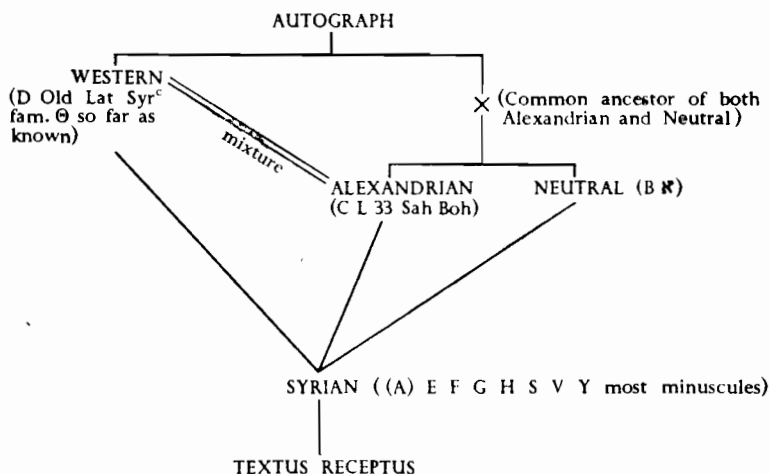 AUTOGRAPH
WESTERN
(D Old Lat Syrᶜ
fam. Θ so far as
known)
(Common ancestor of both
Alexandrian and Neutral)
mixture
ALEXANDRIAN
(C L 33 Sah Boh)
NEUTRAL (B ℵ)
SYRIAN ((A) E F G H S V Y most minuscules)
TEXTUS RECEPTUS